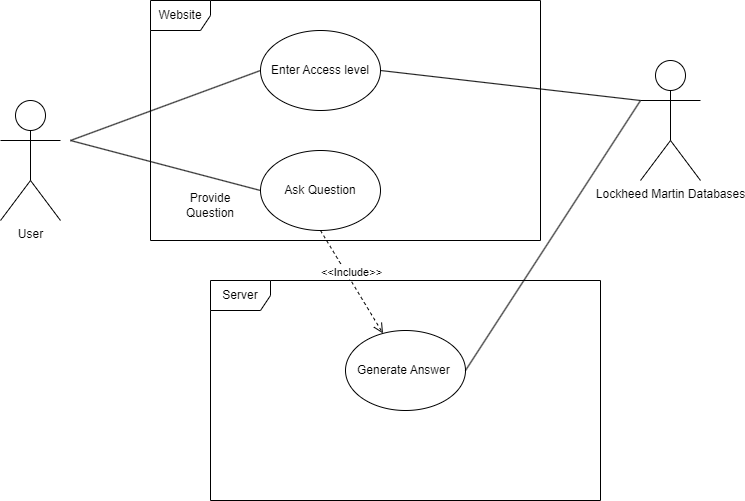 Website
Enter Access level
Ask Question
Provide
Question
User
Lockheed Martin Databases
<<Include>>
Server
Generate Answer